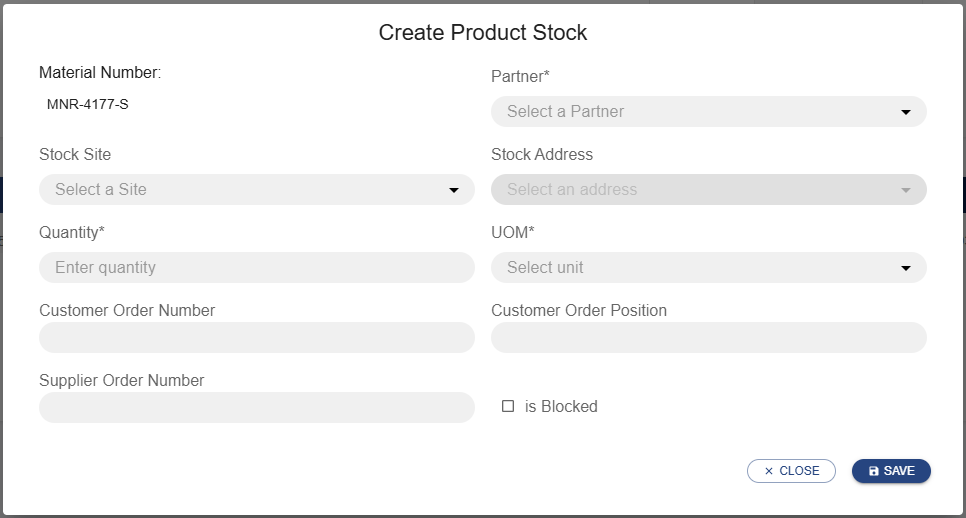 Create Product Stock
Material Number:
MNR-4177-S
Partner*
Select a Partner
Stock Site
Select a Site
Stock Address
Select an address
Quantity*
Enter quantity
UOM*
Select unit
Customer Order Number
Customer Order Position
Supplier Order Number
is Blocked
CLOSE
SAVE